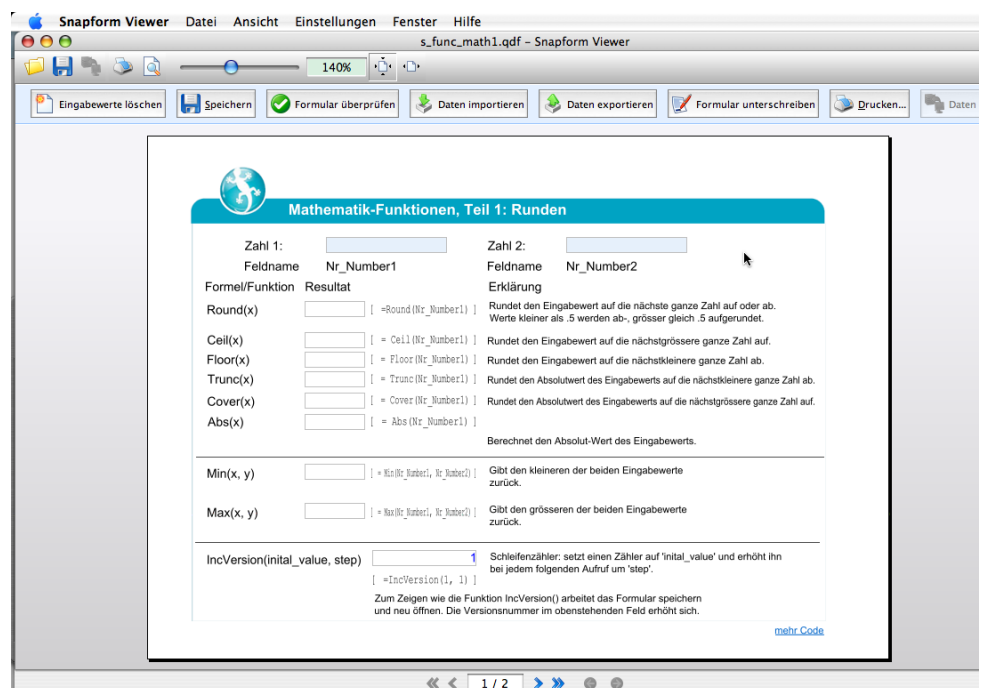 Snapform Viewer Datei Ansicht Einstellungen Fenster Hilfe
s_func_math1.qdf – Snapform Viewer
140%
Eingabewerte löschen Speichern Formular überprüfen Daten importieren Daten exportieren Formular unterschreiben Drucken... Daten
Mathematik-Funktionen, Teil 1: Runden
Zahl 1: Zahl 2:
Feldname Nr_Number1 Feldname Nr_Number2
Formel/Funktion Resultat Erklärung
Round(x) [ =Round(Nr_Number1) ] Rundet den Eingabewert auf die nächste ganze Zahl auf oder ab.
Werte kleiner als .5 werden ab-, grösser gleich .5 aufgerundet.
Ceil(x) [ = Ceil(Nr_Number1) ] Rundet den Eingabewert auf die nächstgrössere ganze Zahl auf.
Floor(x) [ = Floor(Nr_Number1) ] Rundet den Eingabewert auf die nächstkleinere ganze Zahl ab.
Trunc(x) [ = Trunc(Nr_Number1) ] Rundet den Absolutwert des Eingabewerts auf die nächstkleinere ganze Zahl ab.
Cover(x) [ = Cover(Nr_Number1) ] Rundet den Absolutwert des Eingabewerts auf die nächstgrössere ganze Zahl auf.
Abs(x) [ = Abs(Nr_Number1) ]
Berechnet den Absolut-Wert des Eingabewerts.
Min(x, y) [ = Min(Nr_Number1, Nr_Number2) ] Gibt den kleineren der beiden Eingabewerte
zurück.
Max(x, y) [ = Max(Nr_Number1, Nr_Number2) ] Gibt den grösseren der beiden Eingabewerte
zurück.
IncVersion(inital_value, step) 1 Schleifenzähler: setzt einen Zähler auf 'inital_value' und erhöht ihn
bei jedem folgenden Aufruf um 'step'.
[ =IncVersion(1, 1) ]
Zum Zeigen wie die Funktion IncVersion() arbeitet das Formular speichern
und neu öffnen. Die Versionsnummer im obenstehenden Feld erhöht sich.
mehr Code
1 / 2